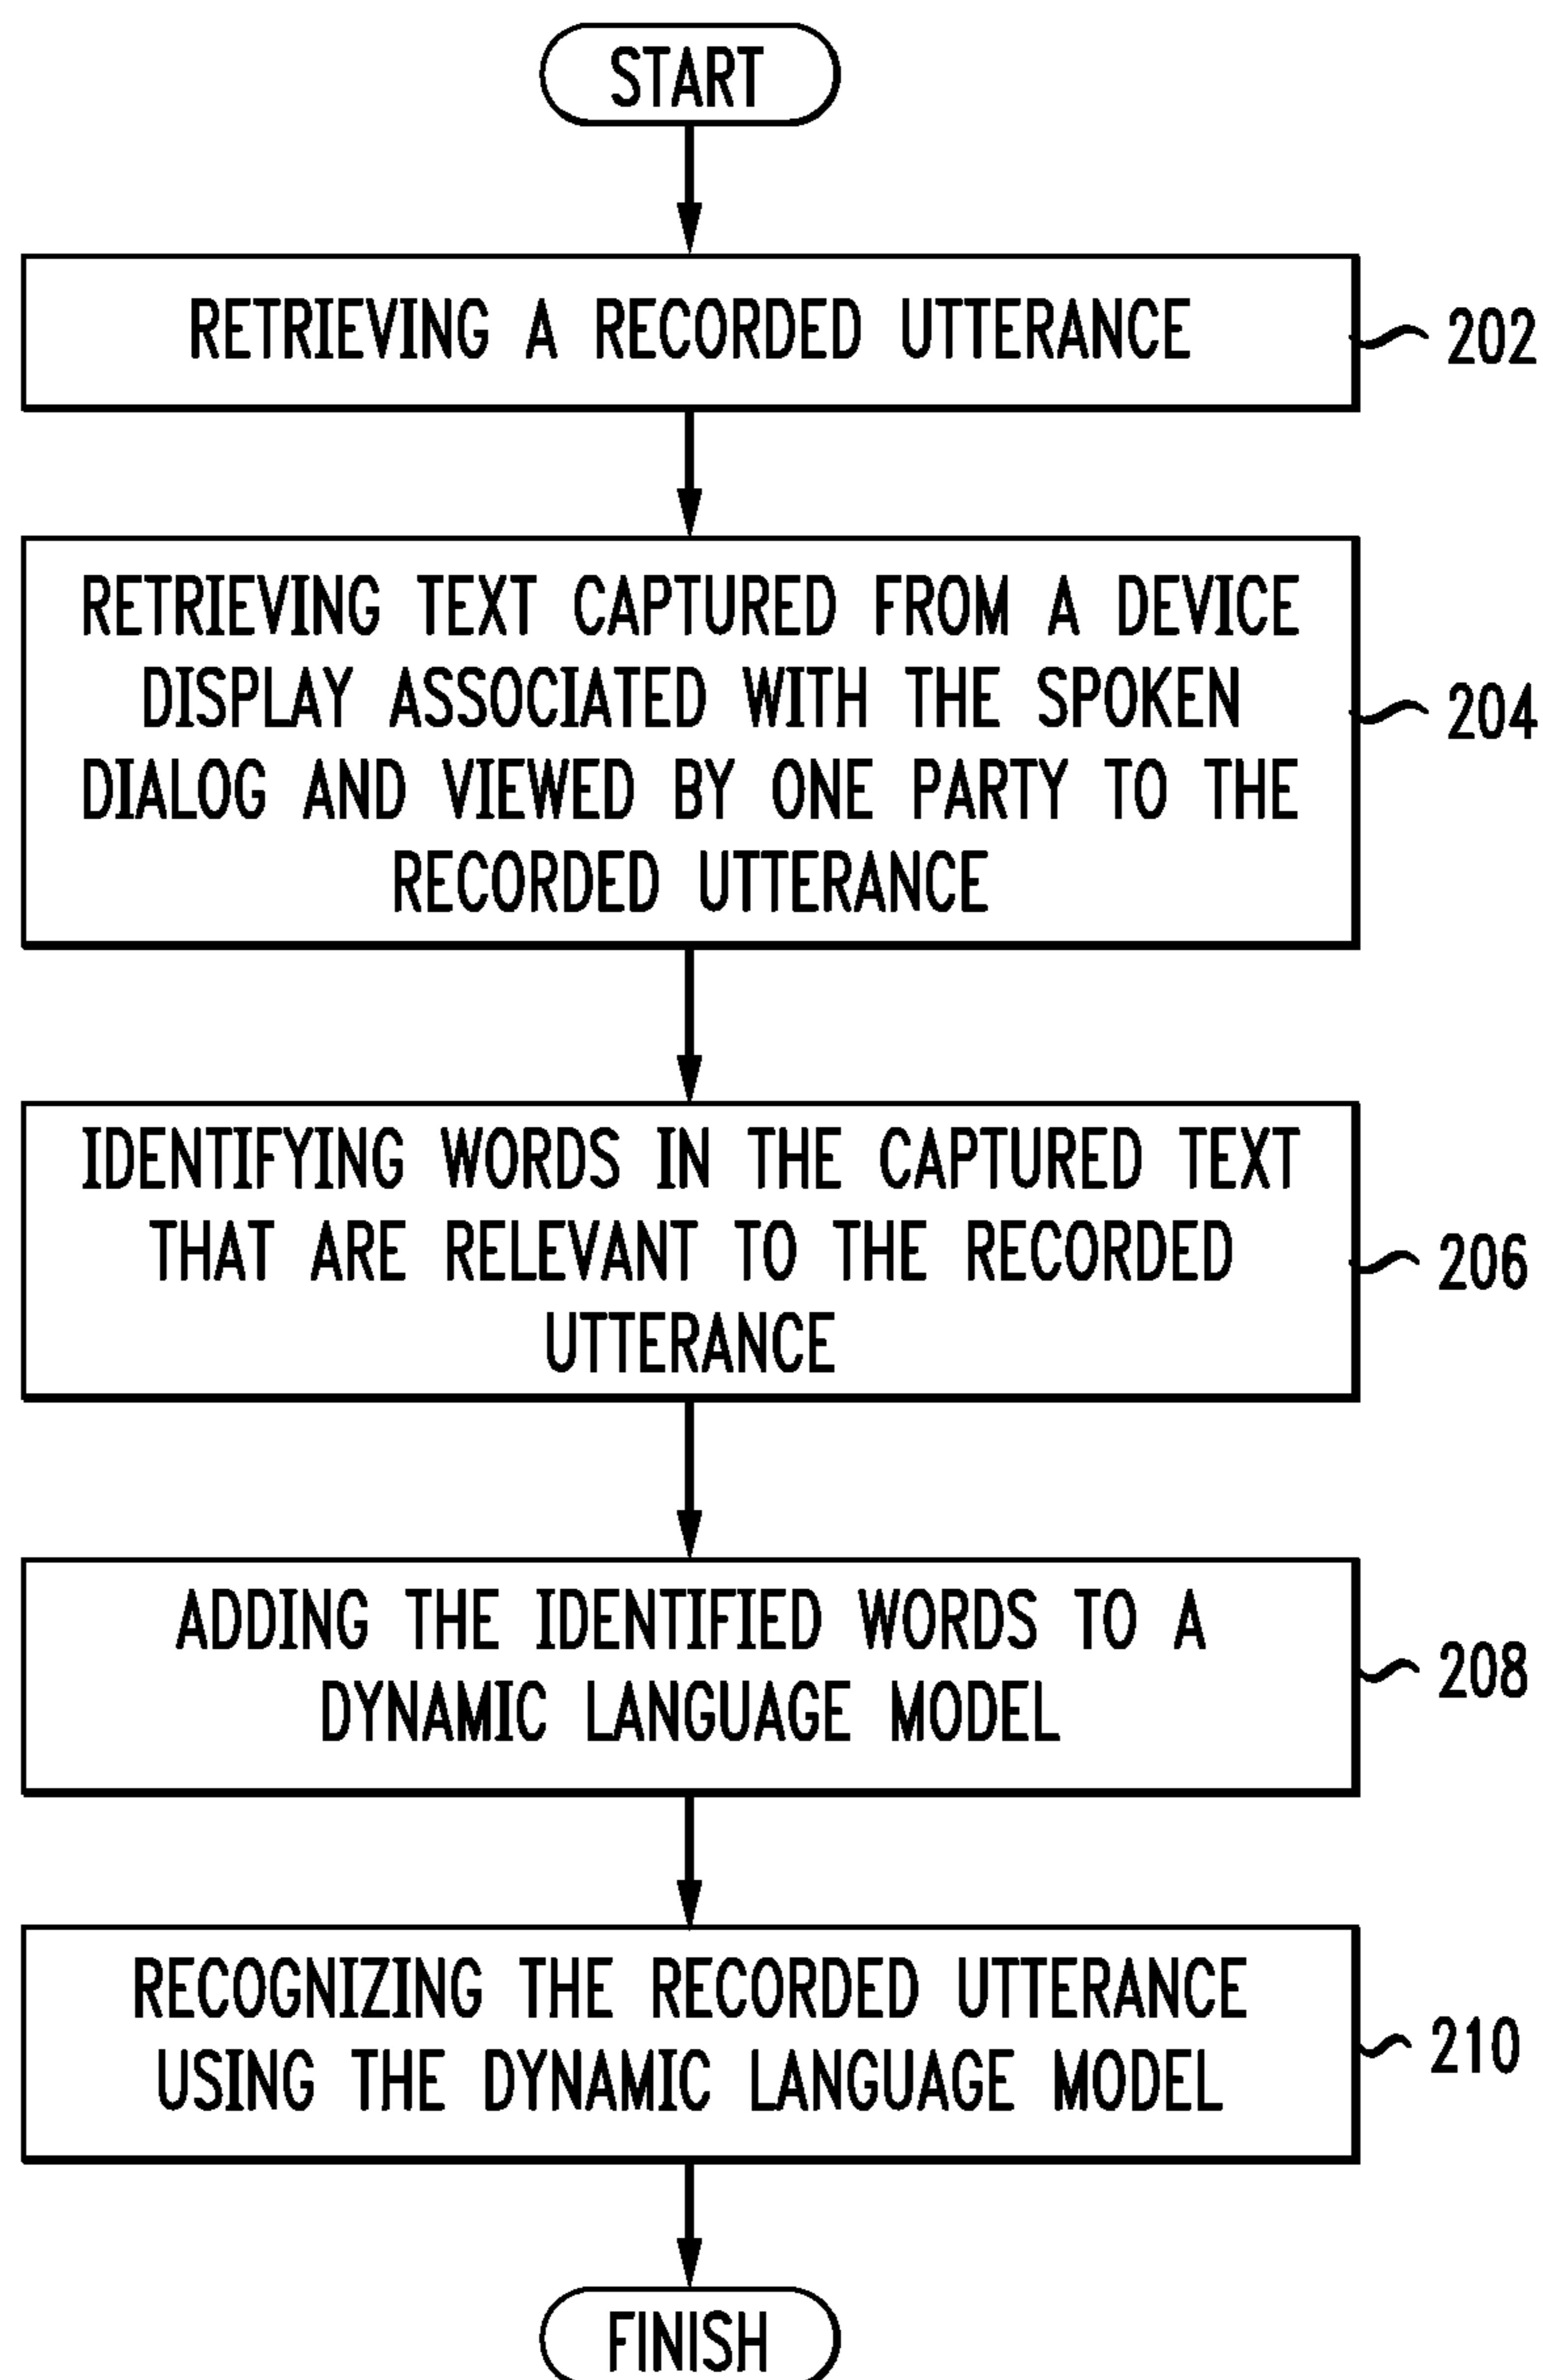 START
RETRIEVING A RECORDED UTTERANCE
202
RETRIEVING TEXT CAPTURED FROM A DEVICE
DISPLAY ASSOCIATED WITH THE SPOKEN
DIALOG AND VIEWED BY ONE PARTY TO THE
RECORDED UTTERANCE
204
IDENTIFYING WORDS IN THE CAPTURED TEXT
THAT ARE RELEVANT TO THE RECORDED
UTTERANCE
206
ADDING THE IDENTIFIED WORDS TO A
DYNAMIC LANGUAGE MODEL
208
RECOGNIZING THE RECORDED UTTERANCE
USING THE DYNAMIC LANGUAGE MODEL
210
FINISH